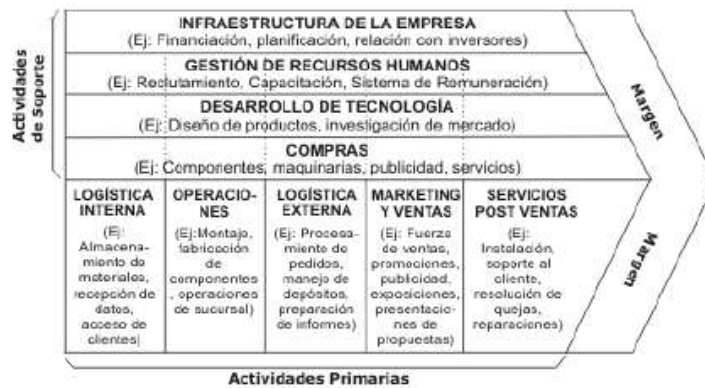 Actividades
de Soporte
INFRAESTRUCTURA DE LA EMPRESA
(Ej: Financiación, planificación, relación con inversores)
GESTIÓN DE RECURSOS HUMANOS
(Ej: Reclutamiento, Capacitación, Sistema de Remuneración)
DESARROLLO DE TECNOLOGÍA
(Ej: Diseño de productos, investigación de mercado)
COMPRAS
(Ej: Componentes, maquinarias, publicidad, servicios)
Margen
LOGÍSTICA
INTERNA
(Ej:
Almacena-
miento de
materiales,
recepción de
datos,
acceso de
clientes)
OPERACIO-
NES
(Ej:Montaje,
fabricación
de
componentes
, operaciones
de sucursal)
LOGÍSTICA
EXTERNA
(Ej: Procesa-
miento de
pedidos,
manejo de
depósitos,
preparación
de informes)
MARKETING
Y VENTAS
(Ej: Fuerza
de ventas,
promociones,
publicidad,
exposiciones,
presentacio-
nes de
propuestas)
SERVICIOS
POST VENTAS
(Ej:
Instalación,
soporte al
cliente,
resolución de
quejas,
reparaciones)
Margen
Actividades Primarias